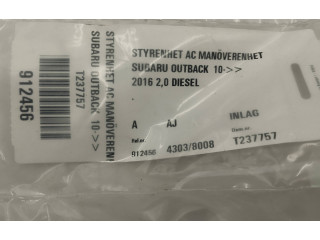 STYRENHET AC MANÖVERENHET
SUBARU OUTBACK 10->>
T237757
912456
STYRENHET AC MANÖVERENHET
SUBARU OUTBACK 10->>
2016 2,0 DIESEL
A AJ INLAG
912456 4303/8008 T237757